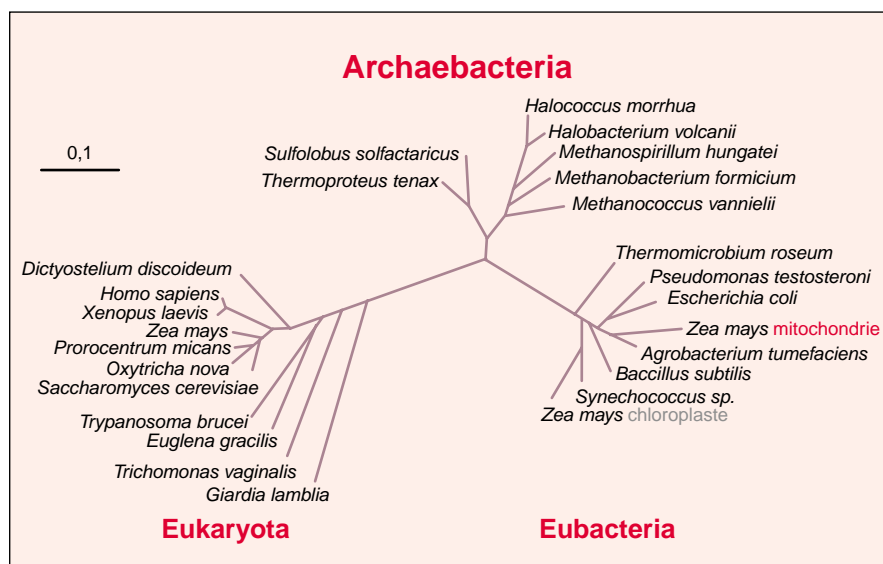 Archaebacteria
0,1
Halococcus morrhua
Halobacterium volcanii
Methanospirillum hungatei
Methanobacterium formicium
Methanococcus vannielii
Sulfolobus solfactaricus
Thermoproteus tenax
Dictyostelium discoideum
Homo sapiens
Xenopus laevis
Zea mays
Prorocentrum micans
Oxytricha nova
Saccharomyces cerevisiae
Trypanosoma brucei
Euglena gracilis
Trichomonas vaginalis
Giardia lamblia
Thermomicrobium roseum
Pseudomonas testosteroni
Escherichia coli
Zea mays mitochondrie
Agrobacterium tumefaciens
Baccillus subtilis
Synechococcus sp.
Zea mays chloroplaste
Eukaryota
Eubacteria